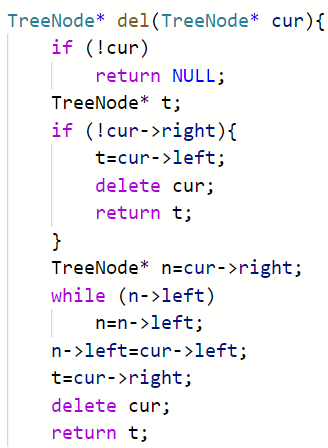 TreeNode* del(TreeNode* cur){
    if (!cur)
        return NULL;
    TreeNode* t;
    if (!cur->right){
        t=cur->left;
        delete cur;
        return t;
    }
    TreeNode* n=cur->right;
    while (n->left)
        n=n->left;
    n->left=cur->left;
    t=cur->right;
    delete cur;
    return t;